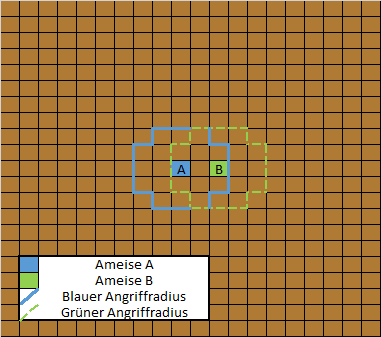 A B
Ameise A
Ameise B
Blauer Angriffradius
Grüner Angriffradius